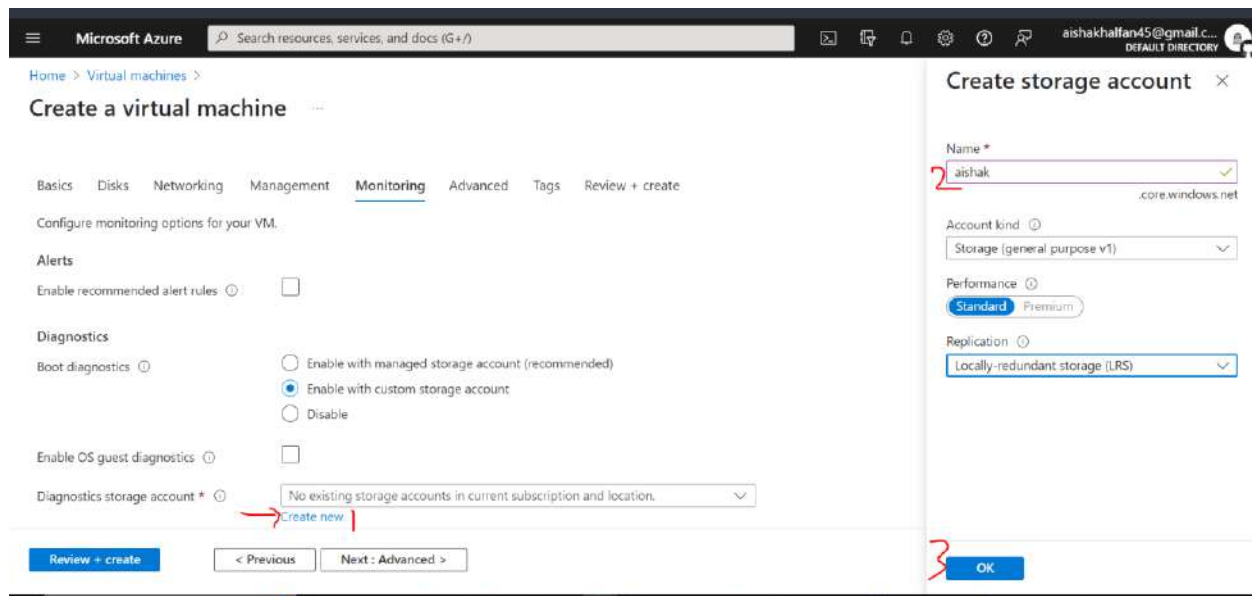 Microsoft Azure
Search resources, services, and docs (G+/)
aishakhalfan45@gmail.c...
DEFAULT DIRECTORY
Home > Virtual machines >
Create a virtual machine ...
Basics Disks Networking Management Monitoring Advanced Tags Review + create
Configure monitoring options for your VM.
Alerts
Enable recommended alert rules
Diagnostics
Boot diagnostics
Enable with managed storage account (recommended)
Enable with custom storage account
Disable
Enable OS guest diagnostics
Diagnostics storage account *
No existing storage accounts in current subscription and location.
Create new 1
Review + create
< Previous
Next : Advanced >
Create storage account
Name *
2 aishak
.core.windows.net
Account kind
Storage (general purpose v1)
Performance
Standard Premium
Replication
Locally-redundant storage (LRS)
3 OK